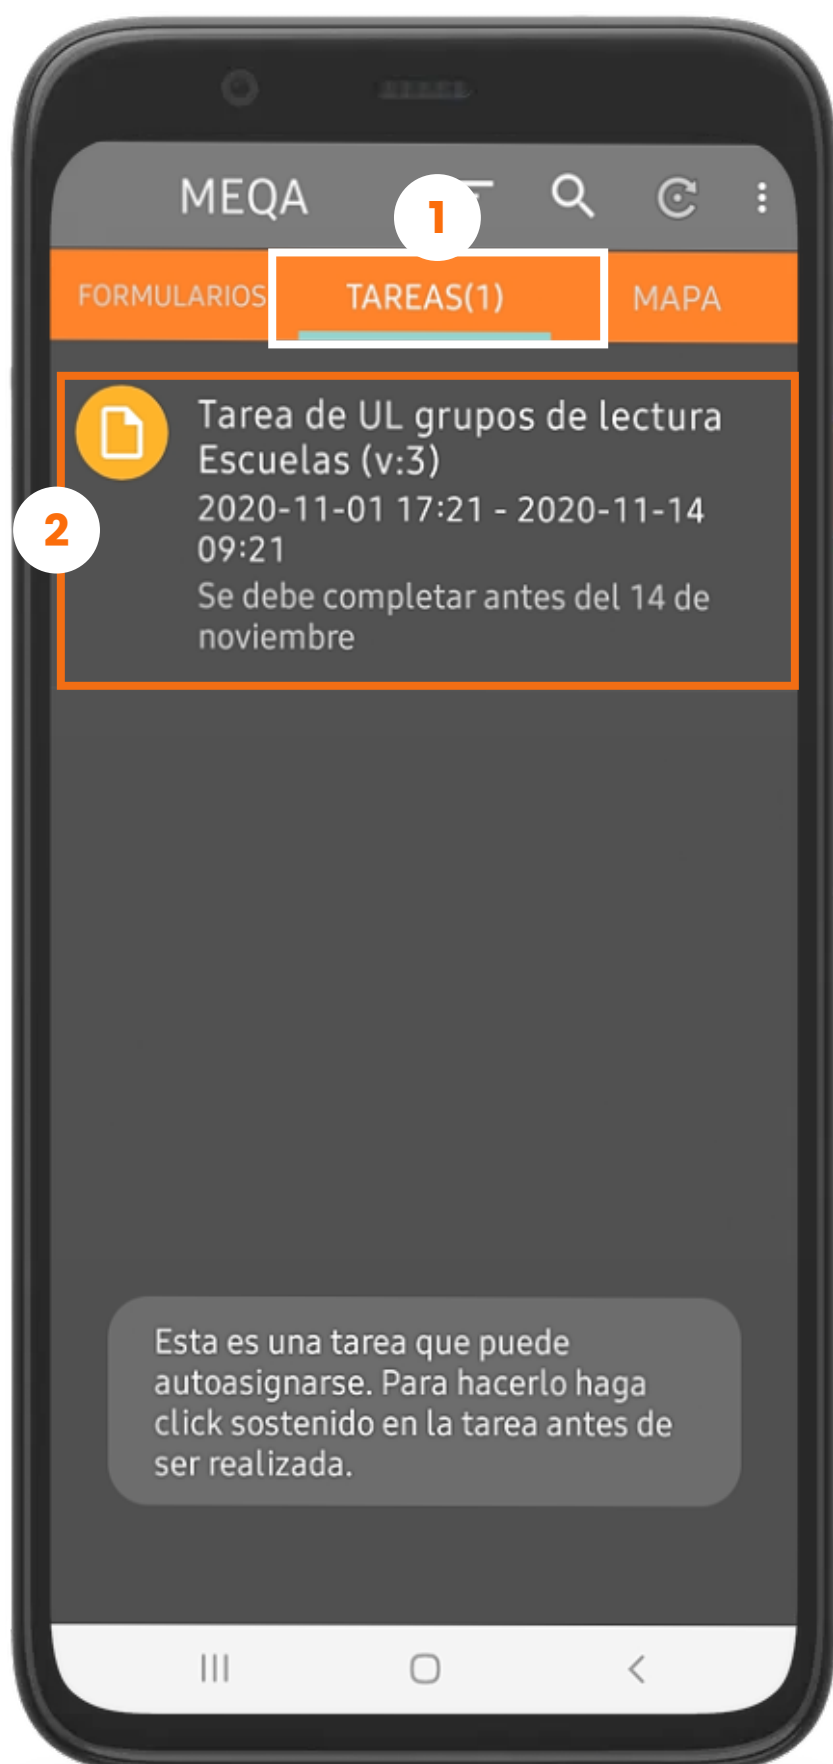 MEQA
1
FORMULARIOS
TAREAS(1)
MAPA
Tarea de UL grupos de lectura
Escuelas (v:3)
2020-11-01 17:21 - 2020-11-14
09:21
2
Se debe completar antes del 14 de
noviembre
Esta es una tarea que puede
autoasignarse. Para hacerlo haga
click sostenido en la tarea antes de
ser realizada.